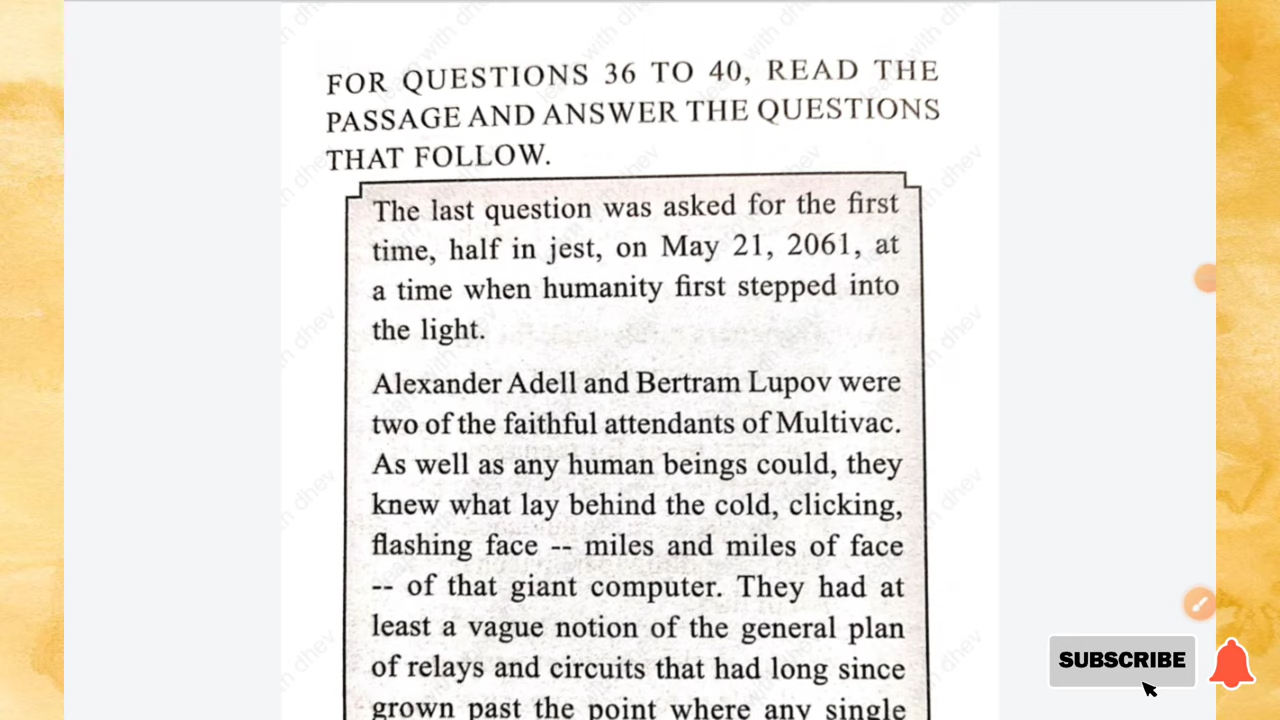 FOR QUESTIONS 36 TO 40, READ THE
PASSAGE AND ANSWER THE QUESTIONS
THAT FOLLOW.
The last question was asked for the first
time, half in jest, on May 21, 2061, at
a time when humanity first stepped into
the light.
Alexander Adell and Bertram Lupov were
two of the faithful attendants of Multivac.
As well as any human beings could, they
knew what lay behind the cold, clicking,
flashing face -- miles and miles of face
-- of that giant computer. They had at
least a vague notion of the general plan
of relays and circuits that had long since
grown past the point where any single
SUBSCRIBE